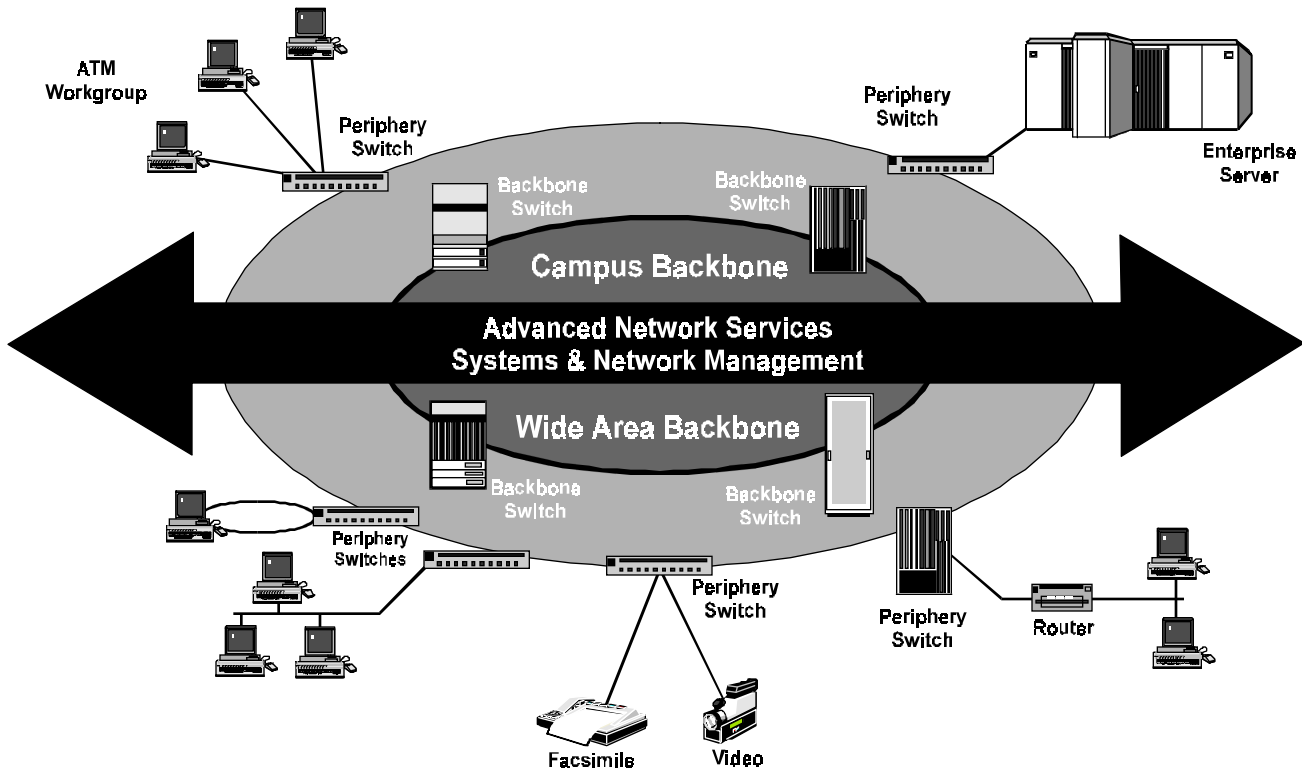 ATM
Workgroup
Periphery
Switch
Periphery
Switch
Enterprise
Server
Backbone
Switch
Backbone
Switch
Campus Backbone
Advanced Network Services
Systems & Network Management
Wide Area Backbone
Backbone
Switch
Backbone
Switch
Periphery
Switches
Periphery
Switch
Periphery
Switch
Router
Facsimile
Video